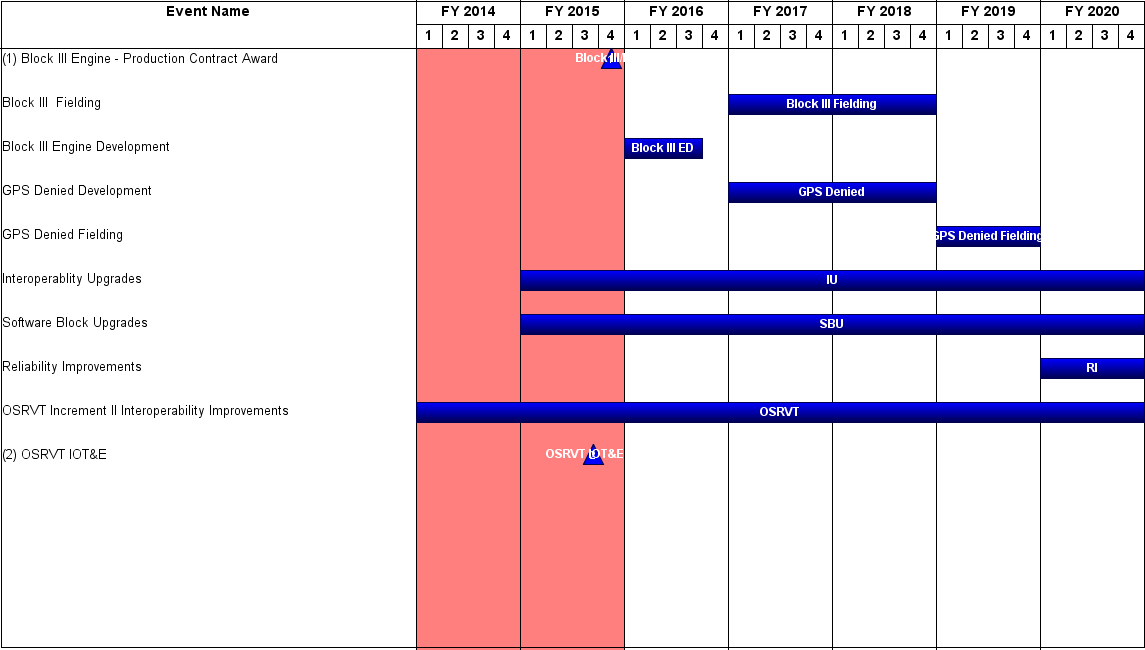 Event Name FY 2014 FY 2015 FY 2016 FY 2017 FY 2018 FY 2019 FY 2020
1 2 3 4 1 2 3 4 1 2 3 4 1 2 3 4 1 2 3 4 1 2 3 4 1 2 3 4
(1) Block III Engine - Production Contract Award Block III
Block III Fielding Block III Fielding
Block III Engine Development Block III ED
GPS Denied Development GPS Denied
GPS Denied Fielding GPS Denied Fielding
Interoperablity Upgrades IU
Software Block Upgrades SBU
Reliability Improvements RI
OSRVT Increment II Interoperability Improvements OSRVT
(2) OSRVT IOT&E OSRVT IOT&E